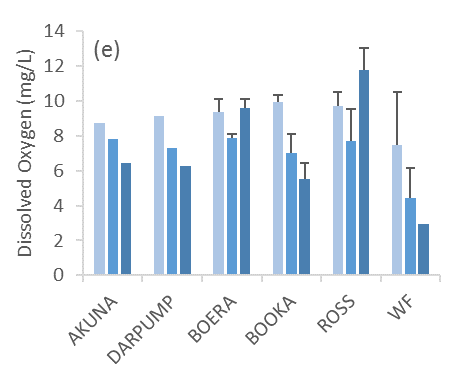 (e)
Dissolved Oxygen (mg/L)
14
12
10
8
6
4
2
0
AKUNA
DARPUMP
BOERA
BOOKA
ROSS
WF